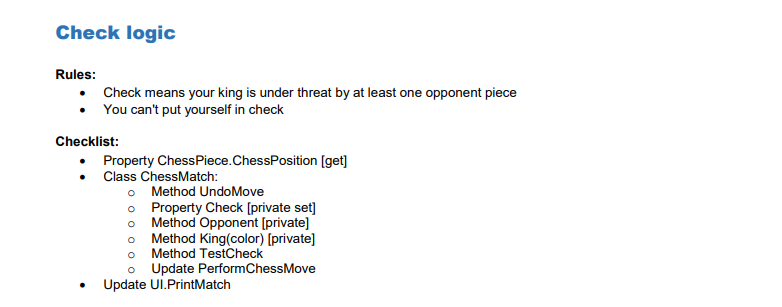 Check logic
Rules:
• Check means your king is under threat by at least one opponent piece
• You can't put yourself in check
Checklist:
• Property ChessPiece.ChessPosition [get]
• Class ChessMatch:
o Method UndoMove
o Property Check [private set]
o Method Opponent [private]
o Method King(color) [private]
o Method TestCheck
o Update PerformChessMove
• Update UI.PrintMatch